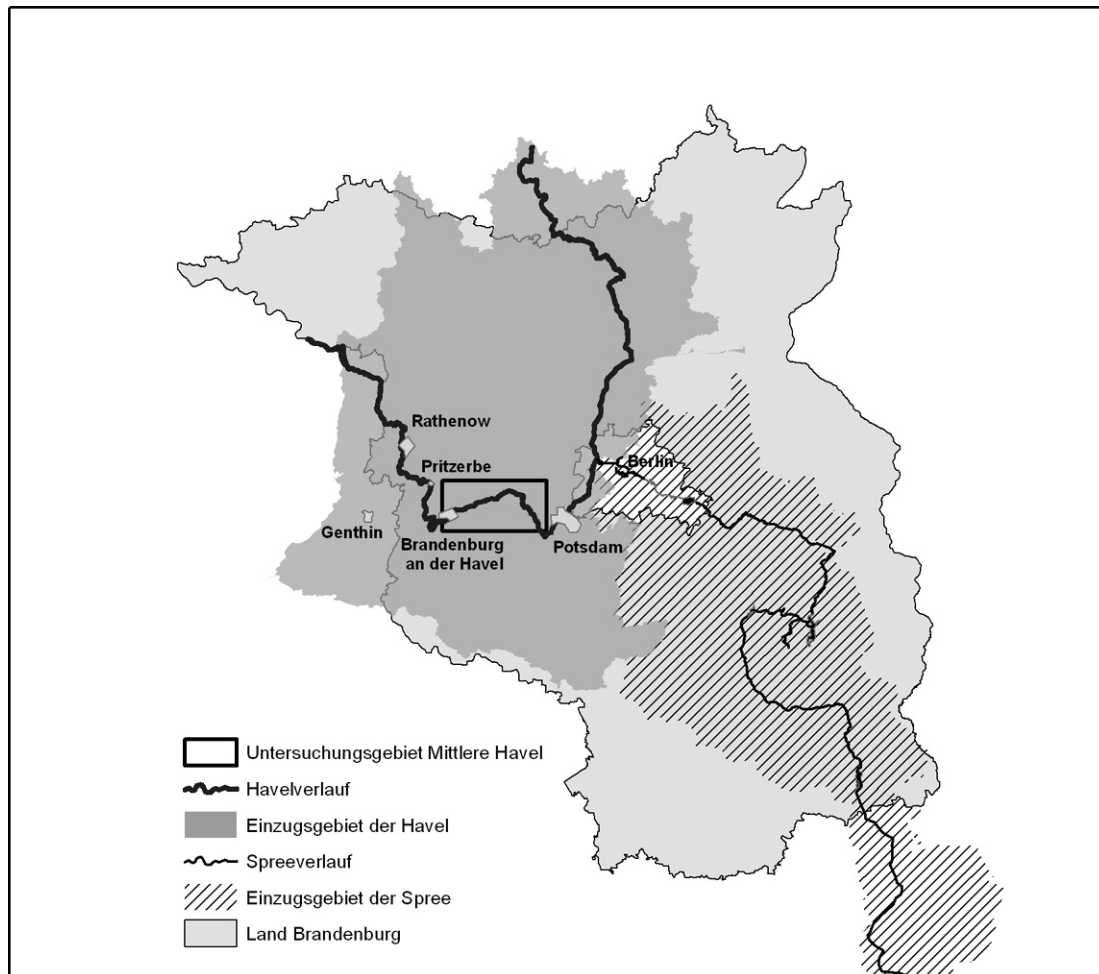 Rathenow
Pritzerbe
Berlin
Genthin
Brandenburg
an der Havel
Potsdam
Untersuchungsgebiet Mittlere Havel
Havelverlauf
Einzugsgebiet der Havel
Spreeverlauf
Einzugsgebiet der Spree
Land Brandenburg